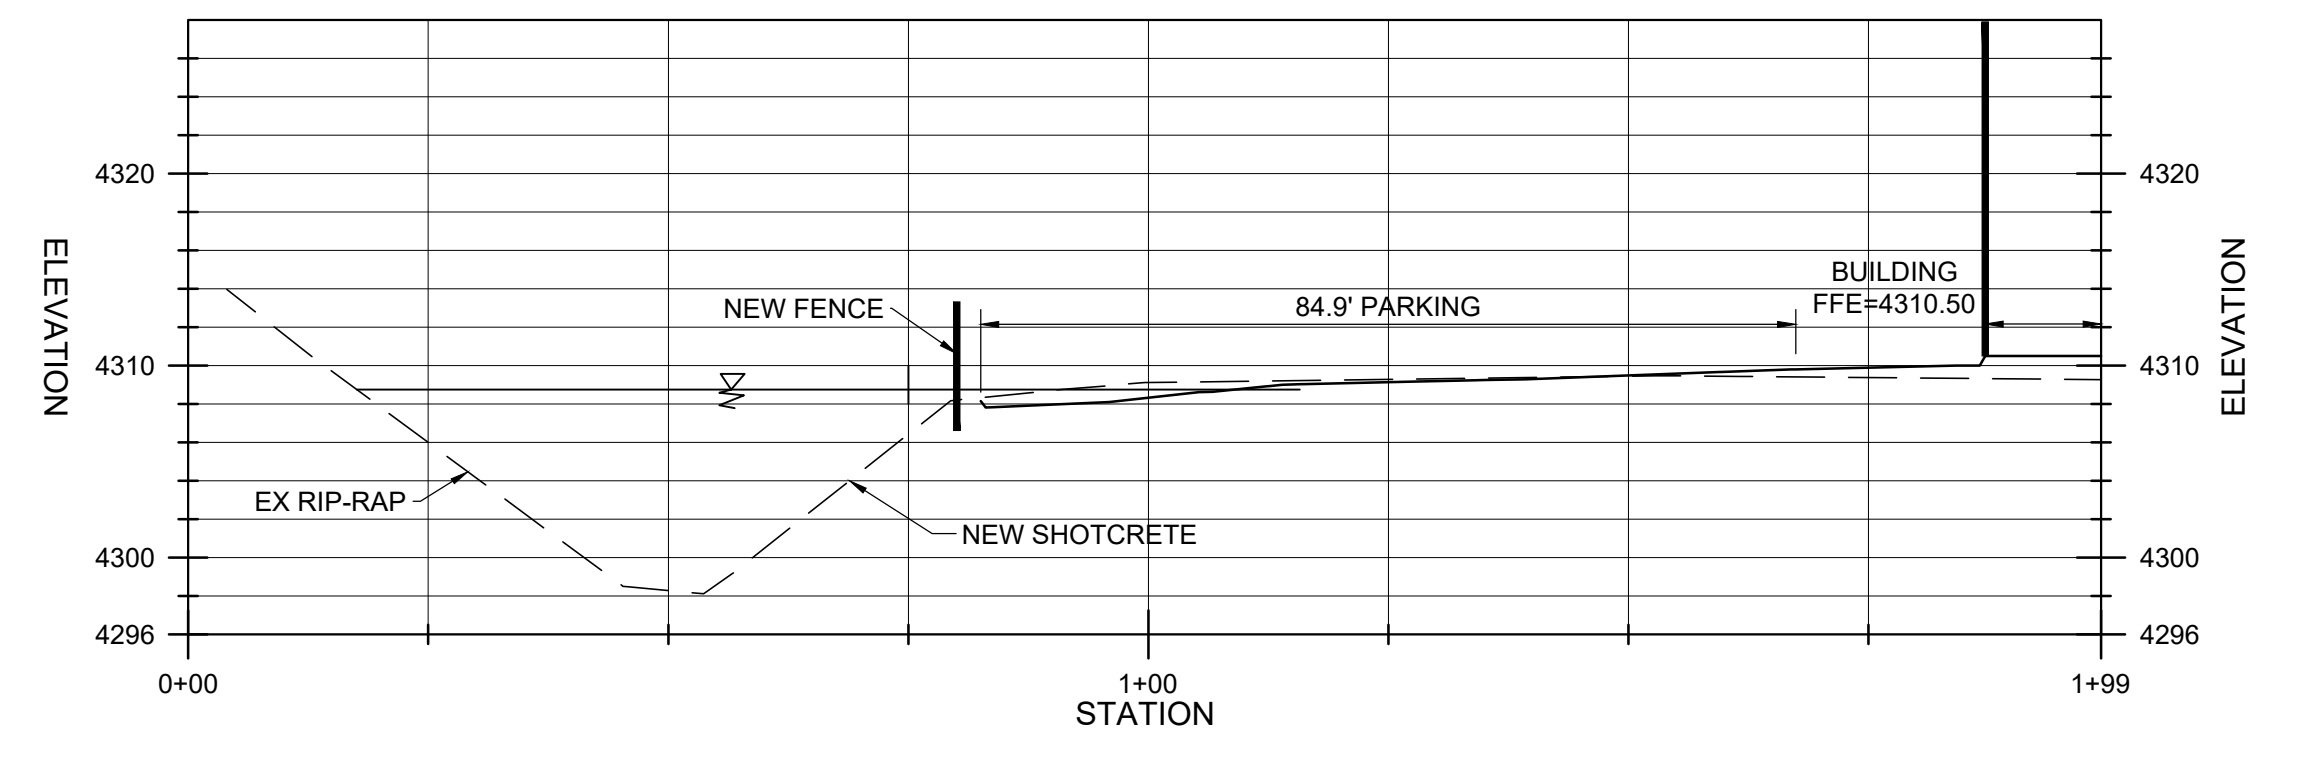 4320
4320
ELEVATION
ELEVATION
BUILDING
FFE=4310.50
NEW FENCE
84.9' PARKING
4310
4310
EX RIP-RAP
NEW SHOTCRETE
4300
4300
4296
4296
0+00
1+00
1+99
STATION